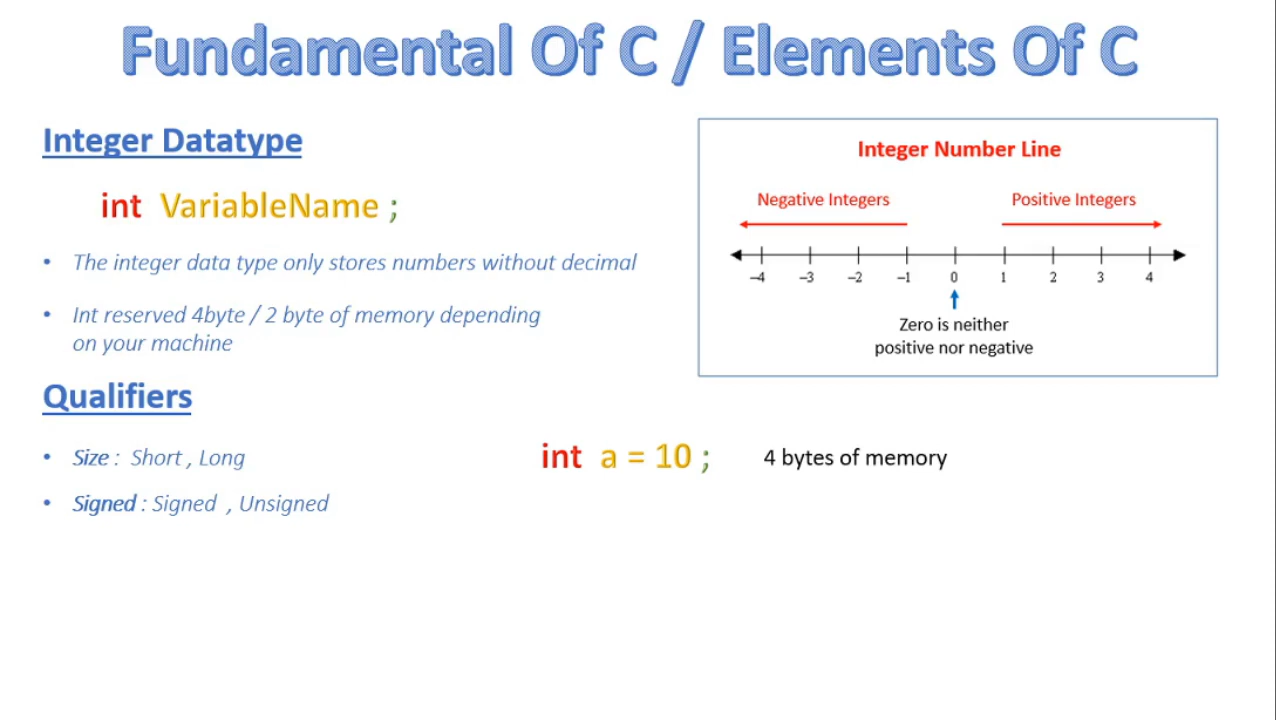 Fundamental Of C / Elements Of C
Integer Datatype
int VariableName ;
• The integer data type only stores numbers without decimal
• Int reserved 4byte / 2 byte of memory depending
on your machine
Integer Number Line
Negative Integers
Positive Integers
–4 –3 –2 –1 0 1 2 3 4
Zero is neither
positive nor negative
Qualifiers
• Size : Short , Long
• Signed : Signed , Unsigned
int a = 10 ; 4 bytes of memory